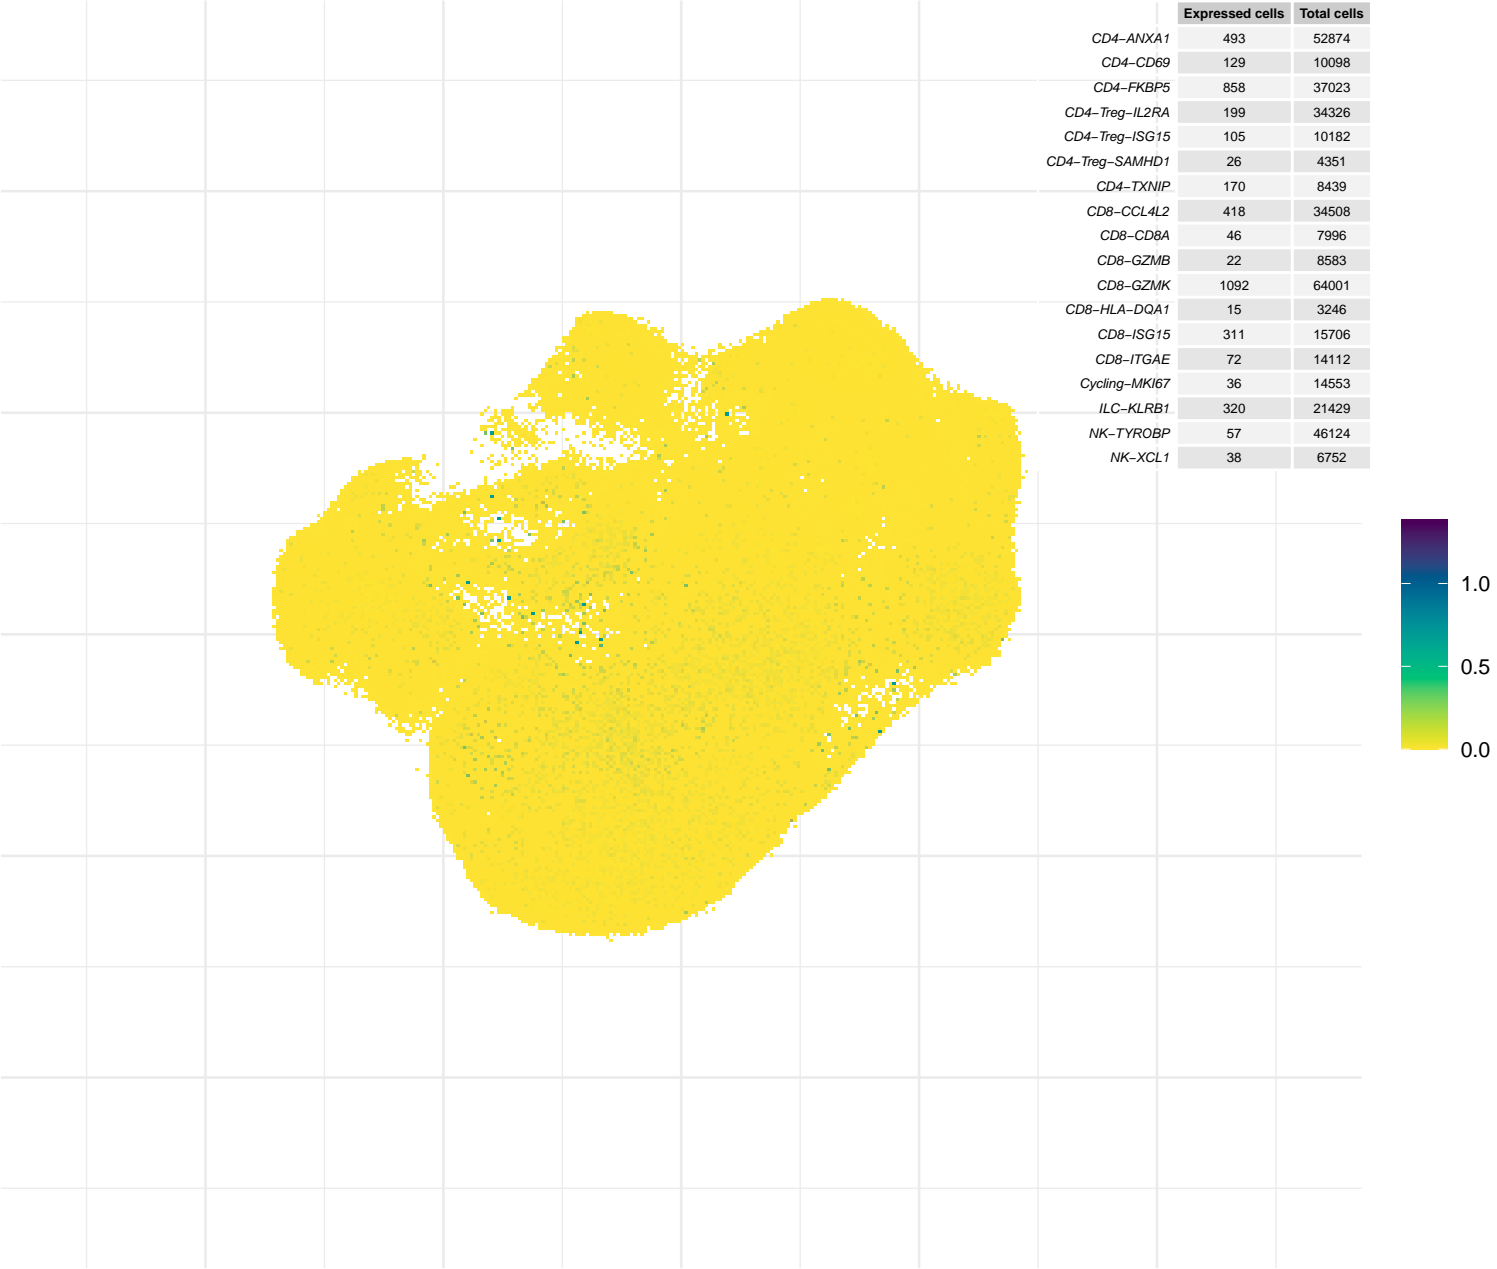 Expressed cells Total cells
CD4−ANXA1 493 52874
CD4−CD69 129 10098
CD4−FKBP5 858 37023
CD4−Treg−IL2RA 199 34326
CD4−Treg−ISG15 105 10182
CD4−Treg−SAMHD1 26 4351
CD4−TXNIP 170 8439
CD8−CCL4L2 418 34508
CD8−CD8A 46 7996
CD8−GZMB 22 8583
CD8−GZMK 1092 64001
CD8−HLA−DQA1 15 3246
CD8−ISG15 311 15706
CD8−ITGAE 72 14112
Cycling−MKI67 36 14553
ILC−KLRB1 320 21429
NK−TYROBP 57 46124
NK−XCL1 38 6752
1.0
0.5
0.0